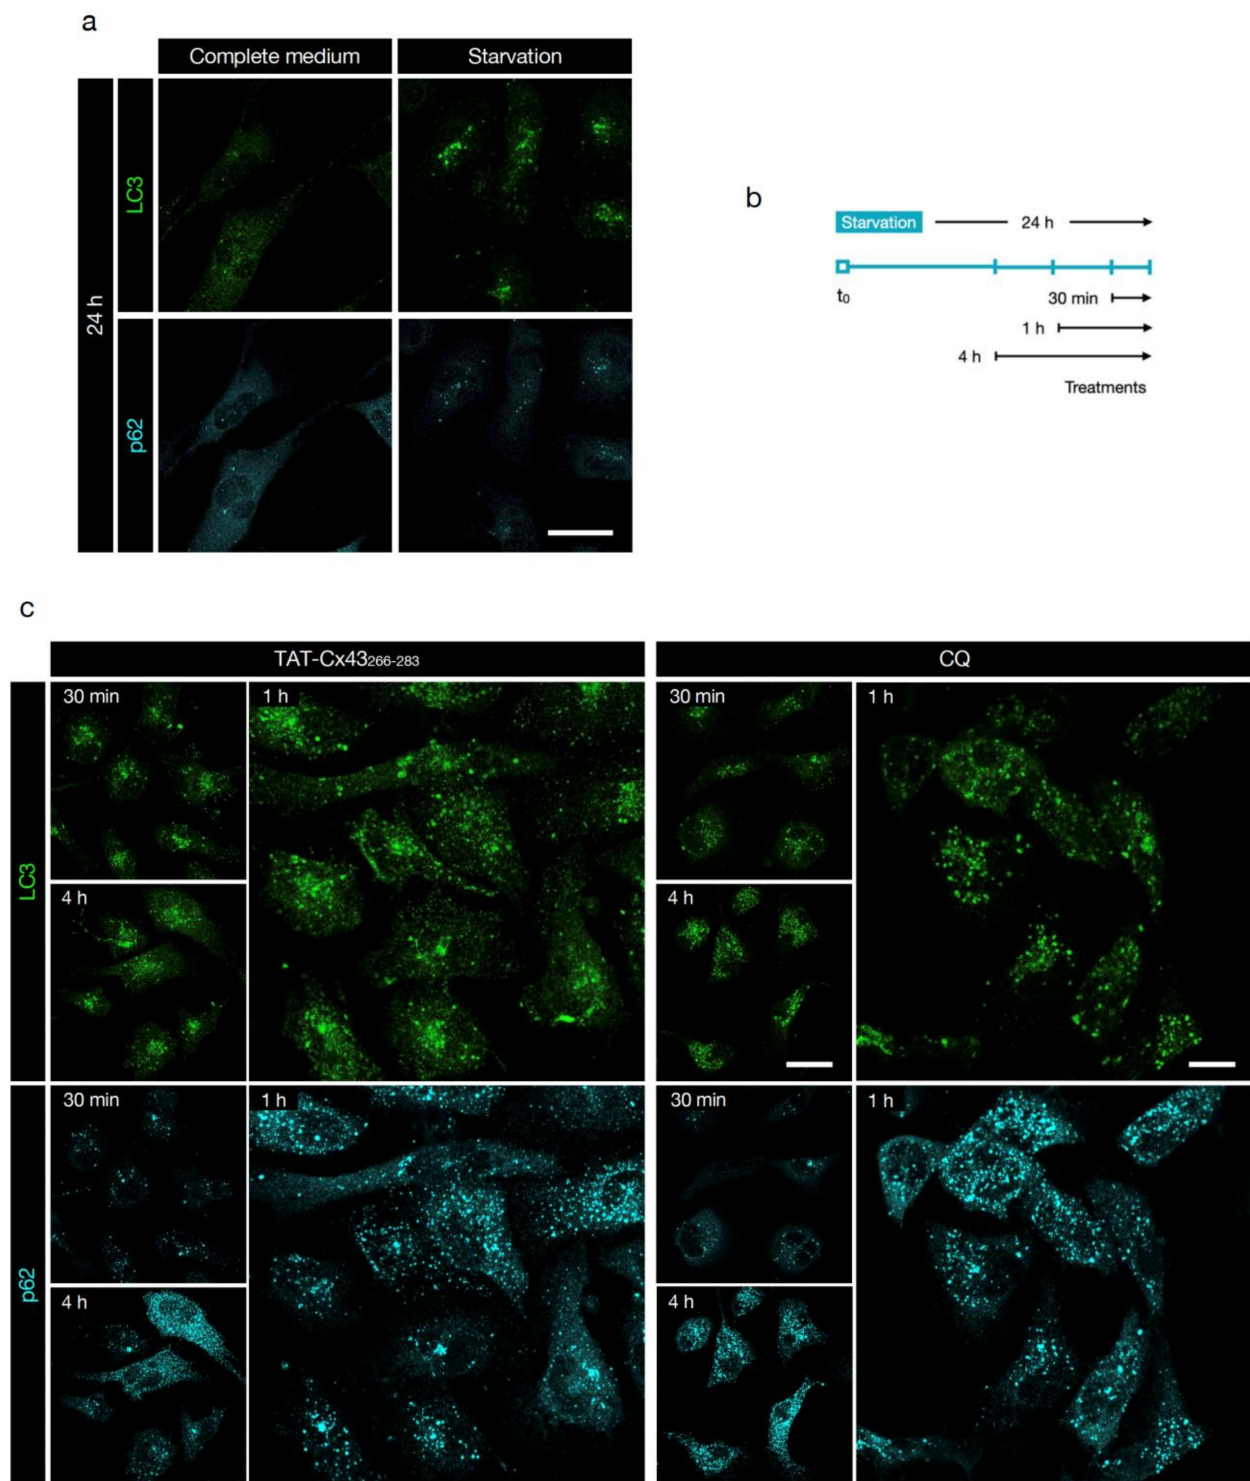 a
Complete medium
Starvation
24 h
LC3
p62
b
Starvation
24 h
t0
30 min
1 h
4 h
Treatments
c
TAT-Cx43266-283
CQ
LC3
30 min
1 h
30 min
1 h
4 h
4 h
p62
30 min
1 h
30 min
1 h
4 h
4 h